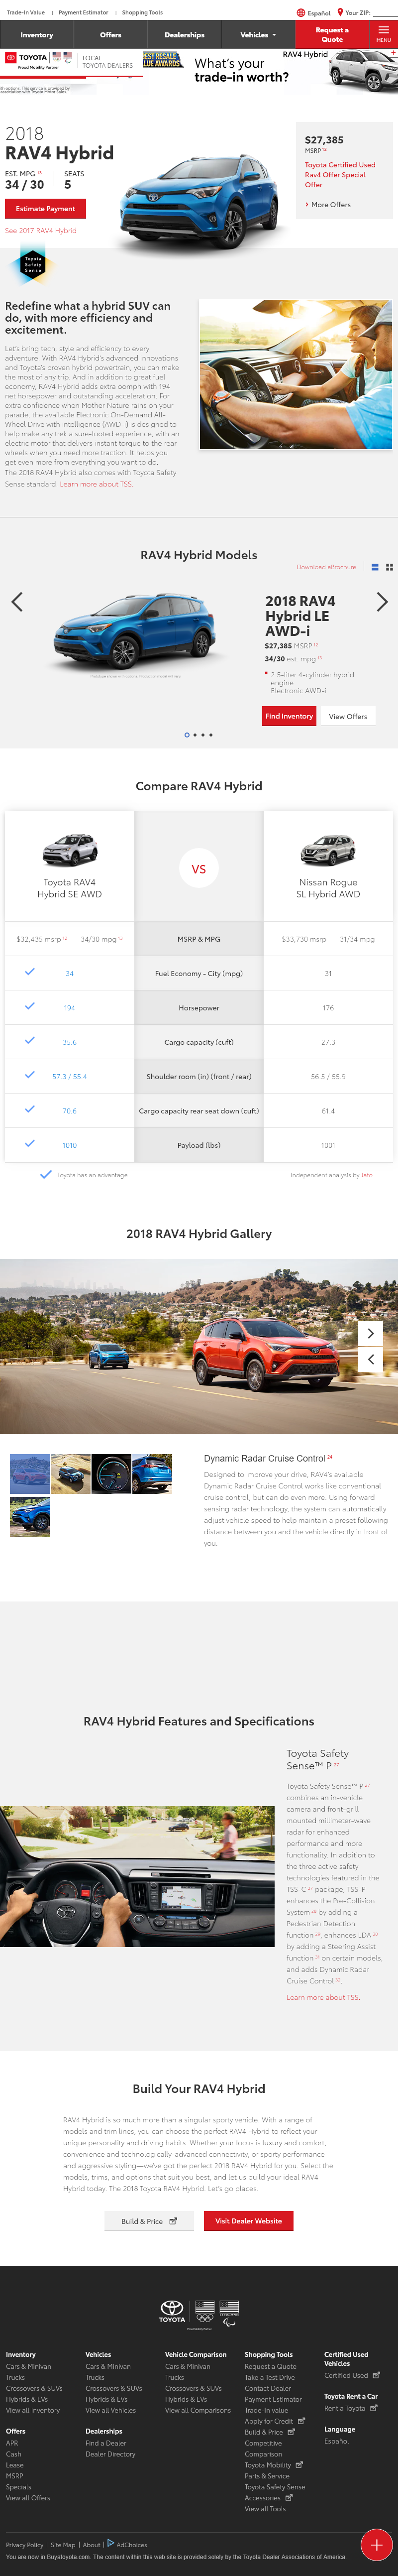 Trade-In Value | Payment Estimator | Shopping Tools
Español Your ZIP:
Inventory Offers Dealerships Vehicles Request a Quote MENU
TOYOTA
Proud Mobility Partner
LOCAL
TOYOTA DEALERS
BEST RESALE VALUE AWARDS
What's your
trade-in worth?
RAV4 Hybrid
2018
RAV4 Hybrid
EST. MPG 13
34 / 30
SEATS
5
Estimate Payment
See 2017 RAV4 Hybrid
$27,385
MSRP 12
Toyota Certified Used
Rav4 Offer Special
Offer
More Offers
Toyota
Safety
Sense
Redefine what a hybrid SUV can
do, with more efficiency and
excitement.
Let's bring tech, style and efficiency to every
adventure. With RAV4 Hybrid's advanced innovations
and Toyota's proven hybrid powertrain, you can make
the most of any trip. And in addition to great fuel
economy, RAV4 Hybrid adds extra oomph with 194
net horsepower and outstanding acceleration. For
extra confidence when Mother Nature rains on your
parade, the available Electronic On-Demand All-
Wheel Drive with intelligence (AWD-i) is designed to
help make any trek a sure-footed experience, with an
electric motor that delivers instant torque to the rear
wheels when you need more traction. It helps you
get even more from everything you want to do.
The 2018 RAV4 Hybrid also comes with Toyota Safety
Sense standard. Learn more about TSS.
RAV4 Hybrid Models
Download eBrochure
2018 RAV4
Hybrid LE
AWD-i
$27,385 MSRP 12
34/30 est. mpg 13
2.5-liter 4-cylinder hybrid
engine
Electronic AWD-i
Find Inventory View Offers
Compare RAV4 Hybrid
Toyota RAV4
Hybrid SE AWD
VS
Nissan Rogue
SL Hybrid AWD
$32,435 msrp 12 34/30 mpg 13 MSRP & MPG $33,730 msrp 31/34 mpg
34 Fuel Economy - City (mpg) 31
194 Horsepower 176
35.6 Cargo capacity (cuft) 27.3
57.3 / 55.4 Shoulder room (in) (front / rear) 56.5 / 55.9
70.6 Cargo capacity rear seat down (cuft) 61.4
1010 Payload (lbs) 1001
Toyota has an advantage
Independent analysis by Jato
2018 RAV4 Hybrid Gallery
Dynamic Radar Cruise Control 24
Designed to improve your drive, RAV4's available
Dynamic Radar Cruise Control works like conventional
cruise control, but can do even more. Using forward
sensing radar technology, the system can automatically
adjust vehicle speed to help maintain a preset following
distance between you and the vehicle directly in front of
you.
RAV4 Hybrid Features and Specifications
Toyota Safety
Sense™ P 27
Toyota Safety Sense™ P 27
combines an in-vehicle
camera and front-grill
mounted millimeter-wave
radar for enhanced
performance and more
functionality. In addition to
the three active safety
technologies featured in the
TSS-C 27 package, TSS-P
enhances the Pre-Collision
System 28 by adding a
Pedestrian Detection
function 29, enhances LDA 30
by adding a Steering Assist
function 31 on certain models,
and adds Dynamic Radar
Cruise Control 32.
Learn more about TSS.
Build Your RAV4 Hybrid
RAV4 Hybrid is so much more than a singular sporty vehicle. With a range of
models and trim lines, you can choose the perfect RAV4 Hybrid to reflect your
unique personality and driving habits. Whether your focus is luxury and comfort,
convenience and technologically-advanced connectivity, or sporty performance
and aggressive styling—we've got the perfect 2018 RAV4 Hybrid for you. Select the
models, trims, and options that suit you best, and let us build your ideal RAV4
Hybrid today. The 2018 Toyota RAV4 Hybrid. Let's go places.
Build & Price Visit Dealer Website
TOYOTA
Inventory
Cars & Minivan
Trucks
Crossovers & SUVs
Hybrids & EVs
View all Inventory
Offers
APR
Cash
Lease
MSRP
Specials
View all Offers
Vehicles
Cars & Minivan
Trucks
Crossovers & SUVs
Hybrids & EVs
View all Vehicles
Dealerships
Find a Dealer
Dealer Directory
Vehicle Comparison
Cars & Minivan
Trucks
Crossovers & SUVs
Hybrids & EVs
View all Comparisons
Shopping Tools
Request a Quote
Take a Test Drive
Contact Dealer
Payment Estimator
Trade-In value
Apply for Credit
Build & Price
Competitive
Comparison
Toyota Mobility
Parts & Service
Toyota Safety Sense
Accessories
View all Tools
Certified Used
Vehicles
Certified Used
Toyota Rent a Car
Rent a Toyota
Language
Español
Privacy Policy | Site Map | About | AdChoices
You are now in Buyatoyota.com. The content within this web site is provided solely by the Toyota Dealer Associations of America.